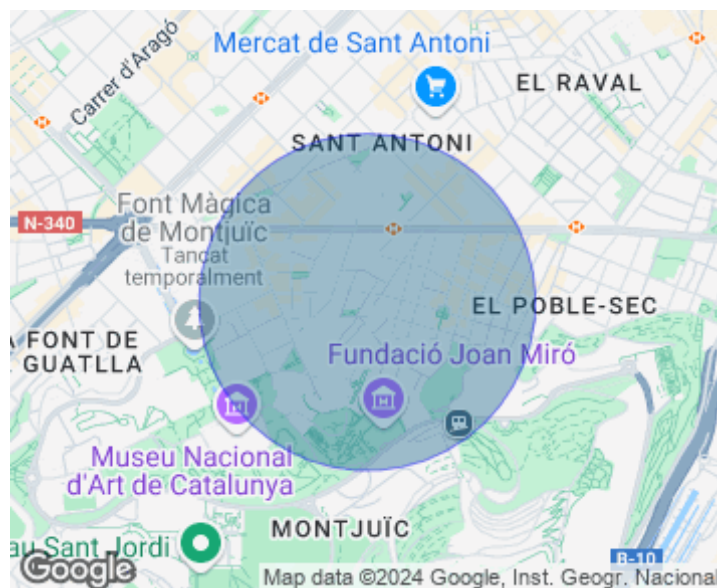 Mercat de Sant Antoni
EL RAVAL
Carrer d'Aragó
SANT ANTONI
Font Màgica
de Montjuïc
Tancat
temporalment
N-340
EL POBLE-SEC
A FONT DE
GUATLLA
Fundació Joan Miró
Museu Nacional
d'Art de Catalunya
MONTJUÏC
au Sant Jordi
B-10
Google
Map data ©2024 Google, Inst. Geogr. Nacional